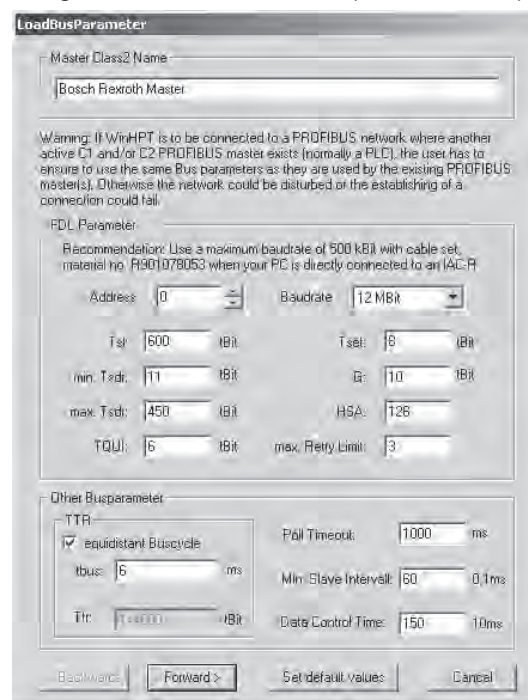 LoadBusParameter
Master Class2 Name
Bosch Rexroth Master
Warning: If WinHPT is to be connected to a PROFIBUS network where another
active C1 and/or C2 PROFIBUS master exists (normally a PLC), the user has to
ensure to use the same Bus parameters as they are used by the existing PROFIBUS
master(s). Otherwise the network could be disturbed or the establishing of a
connection could fail.
FDL Parameter
Recommendation: Use a maximum baudrate of 500 kBit with cable set,
material no. R901078053 when your PC is directly connected to an IAC-R
Address 0 Baudrate 12 MBit
Tsl: 600 tBit Tset: 8 tBit
min. Tsdr: 11 tBit G: 10 tBit
max. Tsdr: 450 tBit HSA: 126
TQUI: 6 tBit max. Retry Limit: 3
Other Busparameter
TTR
equidistant Buscycle Poll Timeout: 1000 ms
tbus: 6 ms Min. Slave Intervall: 60 0,1ms
Ttr: tBit Data Control Time: 150 10ms
Backwards Forward > Set default values Cancel